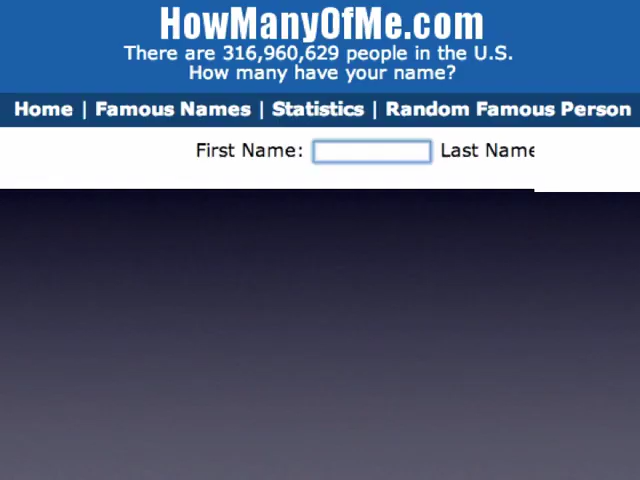 HowManyOfMe.com
There are 316,960,629 people in the U.S.
How many have your name?
Home | Famous Names | Statistics | Random Famous Person
First Name: Last Name